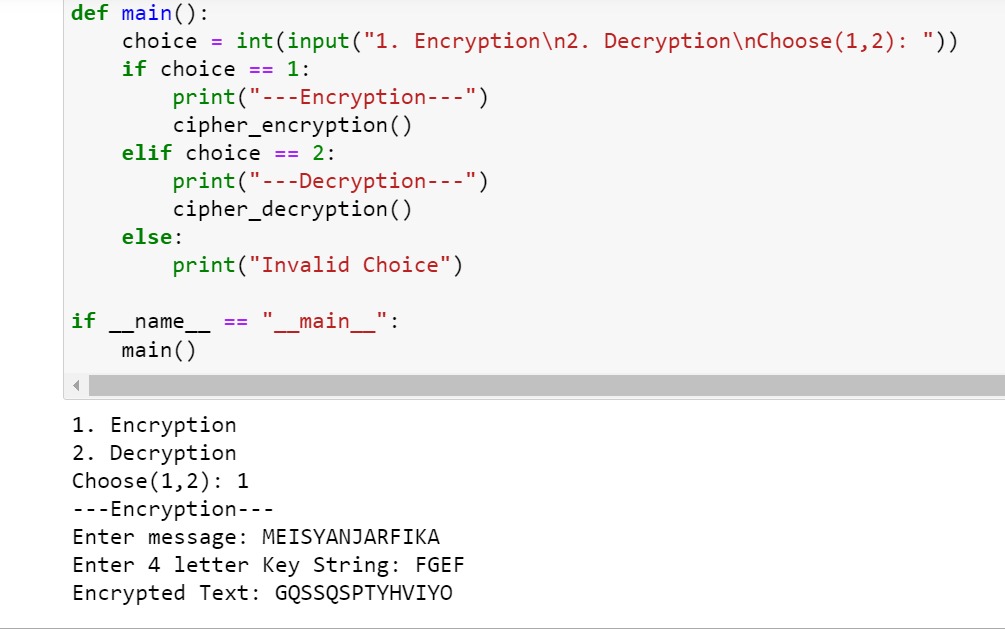 def main():
    choice = int(input("1. Encryption\n2. Decryption\nChoose(1,2): "))
    if choice == 1:
        print("---Encryption---")
        cipher_encryption()
    elif choice == 2:
        print("---Decryption---")
        cipher_decryption()
    else:
        print("Invalid Choice")

if __name__ == "__main__":
    main()
1. Encryption
2. Decryption
Choose(1,2): 1
---Encryption---
Enter message: MEISYANJARFIKA
Enter 4 letter Key String: FGEF
Encrypted Text: GQSSQSPTYHVIYO